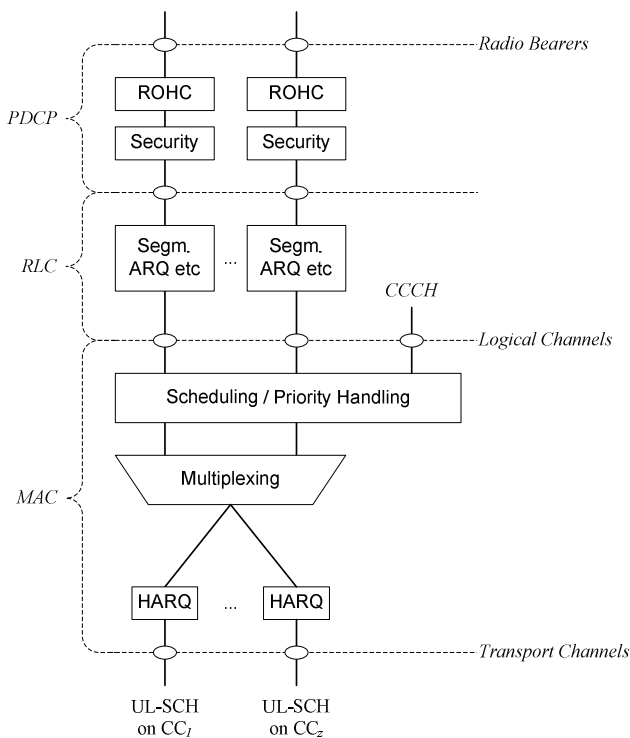 Radio Bearers
ROHC
ROHC
PDCP
Security
Security
Segm.
ARQ etc
...
Segm.
ARQ etc
RLC
CCCH
Logical Channels
Scheduling / Priority Handling
Multiplexing
MAC
HARQ
...
HARQ
Transport Channels
UL-SCH
on CC1
UL-SCH
on CCz